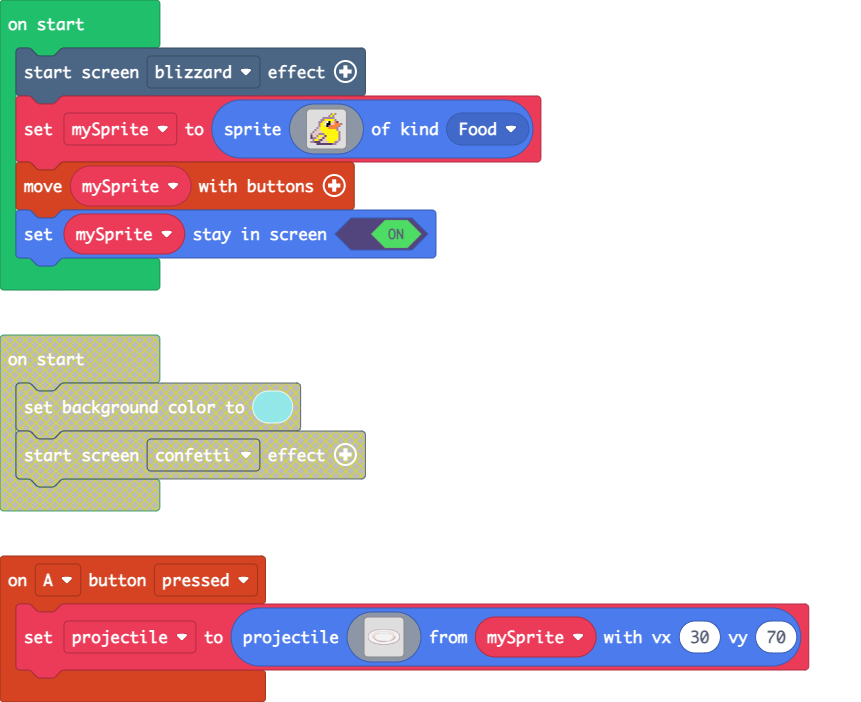 on start
start screen blizzard effect
set mySprite to sprite of kind Food
move mySprite with buttons
set mySprite stay in screen ON
on start
set background color to
start screen confetti effect
on A button pressed
set projectile to projectile from mySprite with vx 30 vy 70